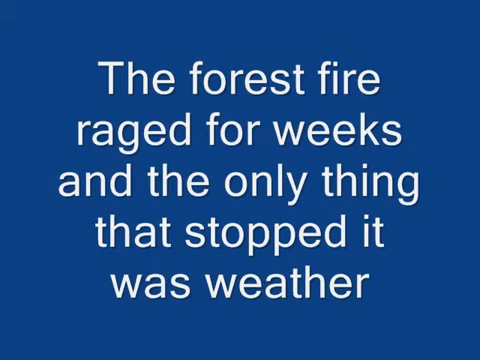 The forest fire
raged for weeks
and the only thing
that stopped it
was weather